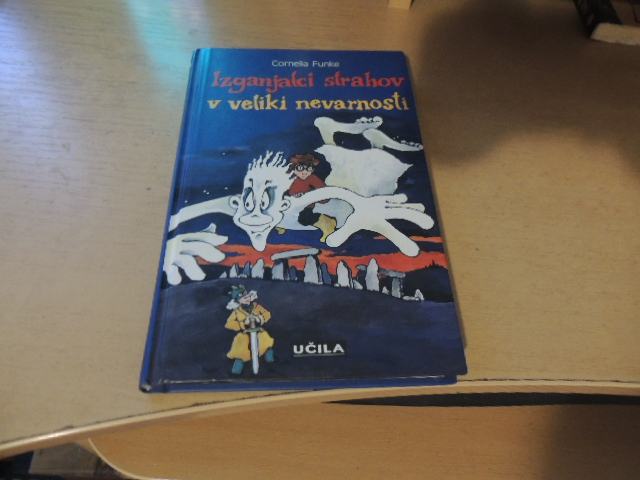 Cornelia Funke
Izganjalci strahov
v veliki nevarnosti
UČILA